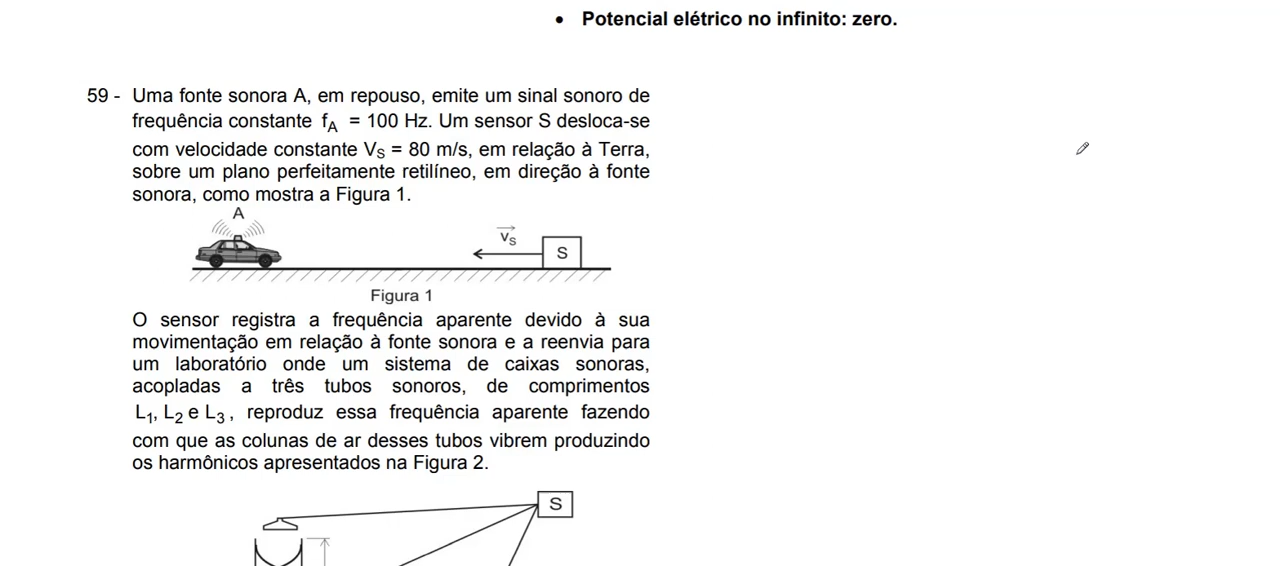 • Potencial elétrico no infinito: zero.
59 - Uma fonte sonora A, em repouso, emite um sinal sonoro de
frequência constante fA = 100 Hz. Um sensor S desloca-se
com velocidade constante VS = 80 m/s, em relação à Terra,
sobre um plano perfeitamente retilíneo, em direção à fonte
sonora, como mostra a Figura 1.
A
vS
S
Figura 1
O sensor registra a frequência aparente devido à sua
movimentação em relação à fonte sonora e a reenvia para
um laboratório onde um sistema de caixas sonoras,
acopladas a três tubos sonoros, de comprimentos
L1, L2 e L3, reproduz essa frequência aparente fazendo
com que as colunas de ar desses tubos vibrem produzindo
os harmônicos apresentados na Figura 2.
S